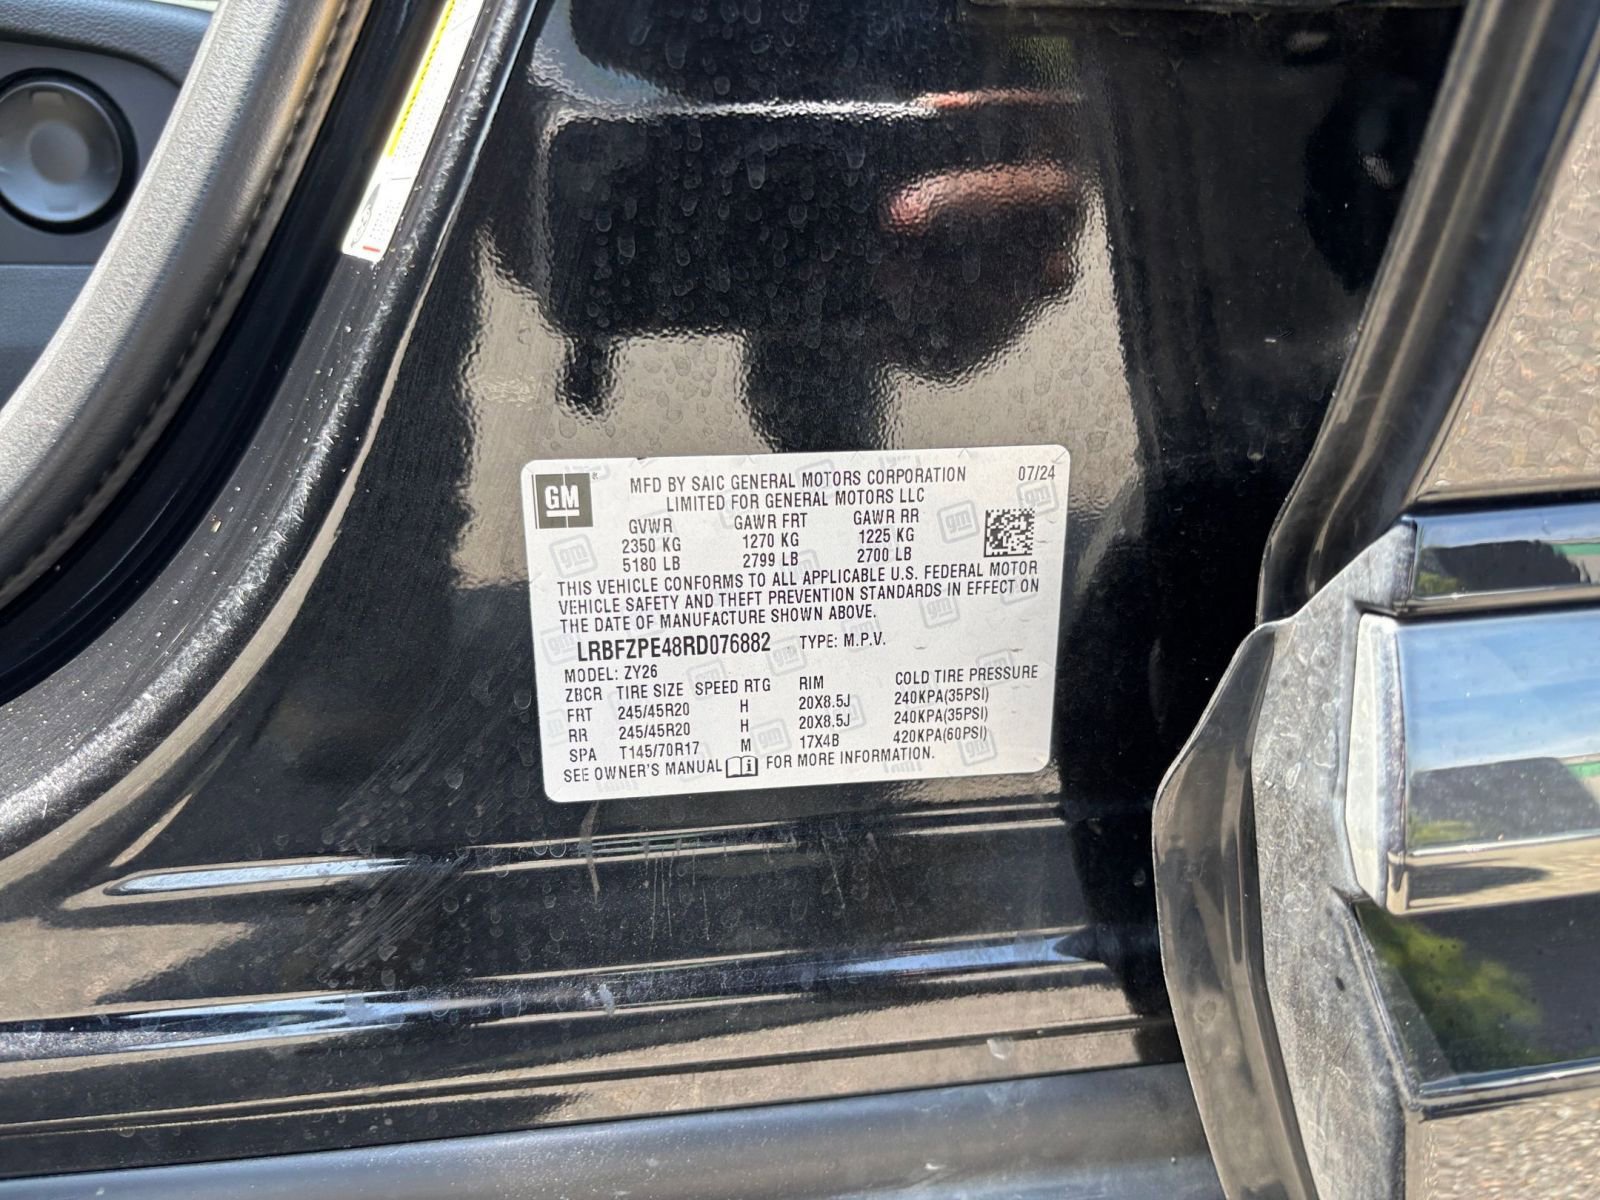 GM
MFD BY SAIC GENERAL MOTORS CORPORATION 07/24
LIMITED FOR GENERAL MOTORS LLC
GVWR GAWR FRT GAWR RR
2350 KG 1270 KG 1225 KG
5180 LB 2799 LB 2700 LB
THIS VEHICLE CONFORMS TO ALL APPLICABLE U.S. FEDERAL MOTOR
VEHICLE SAFETY AND THEFT PREVENTION STANDARDS IN EFFECT ON
THE DATE OF MANUFACTURE SHOWN ABOVE.
LRBFZPE48RD076882 TYPE: M.P.V.
MODEL: ZY26
ZBCR TIRE SIZE SPEED RTG RIM COLD TIRE PRESSURE
FRT 245/45R20 H 20X8.5J 240KPA(35PSI)
RR 245/45R20 H 20X8.5J 240KPA(35PSI)
SPA T145/70R17 M 17X4B 420KPA(60PSI)
SEE OWNER'S MANUAL FOR MORE INFORMATION.